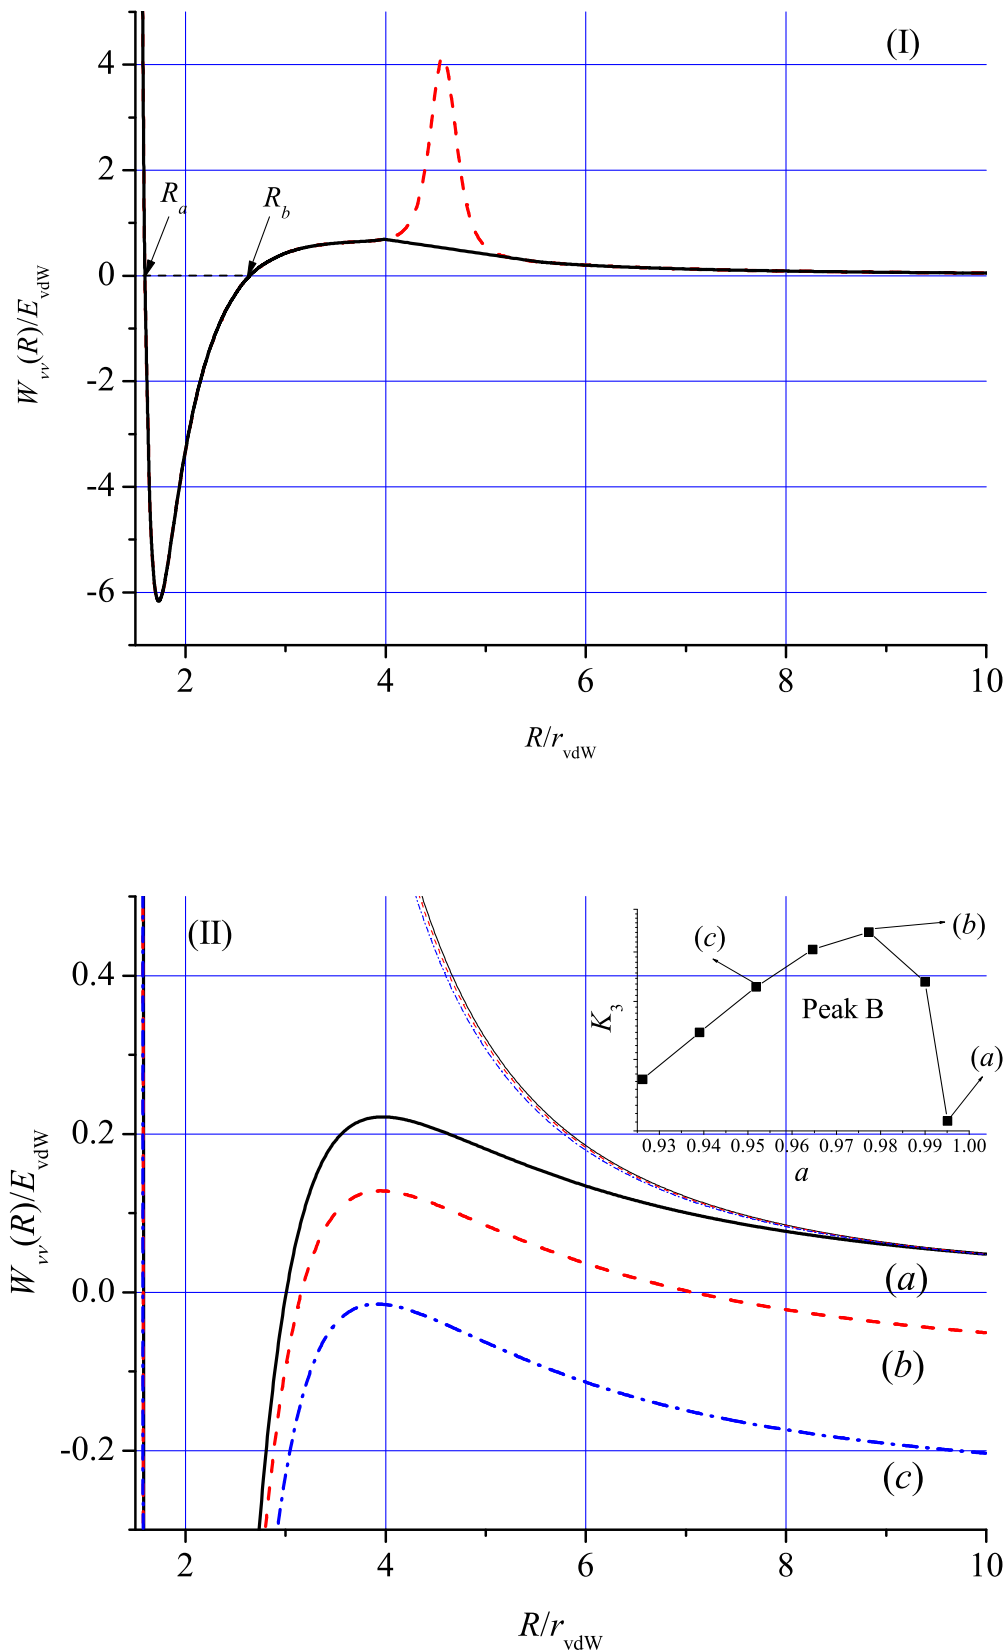 (I)
4
2
0
-2
-4
-6
R_a
R_b
W_vv(R)/E_vdW
2 4 6 8 10
R/r_vdW
(II)
0.4
0.2
0.0
-0.2
W_vv(R)/E_vdW
(c)
(b)
Peak B
(a)
K_3
0.93 0.94 0.95 0.96 0.97 0.98 0.99 1.00
a
(a)
(b)
(c)
2 4 6 8 10
R/r_vdW